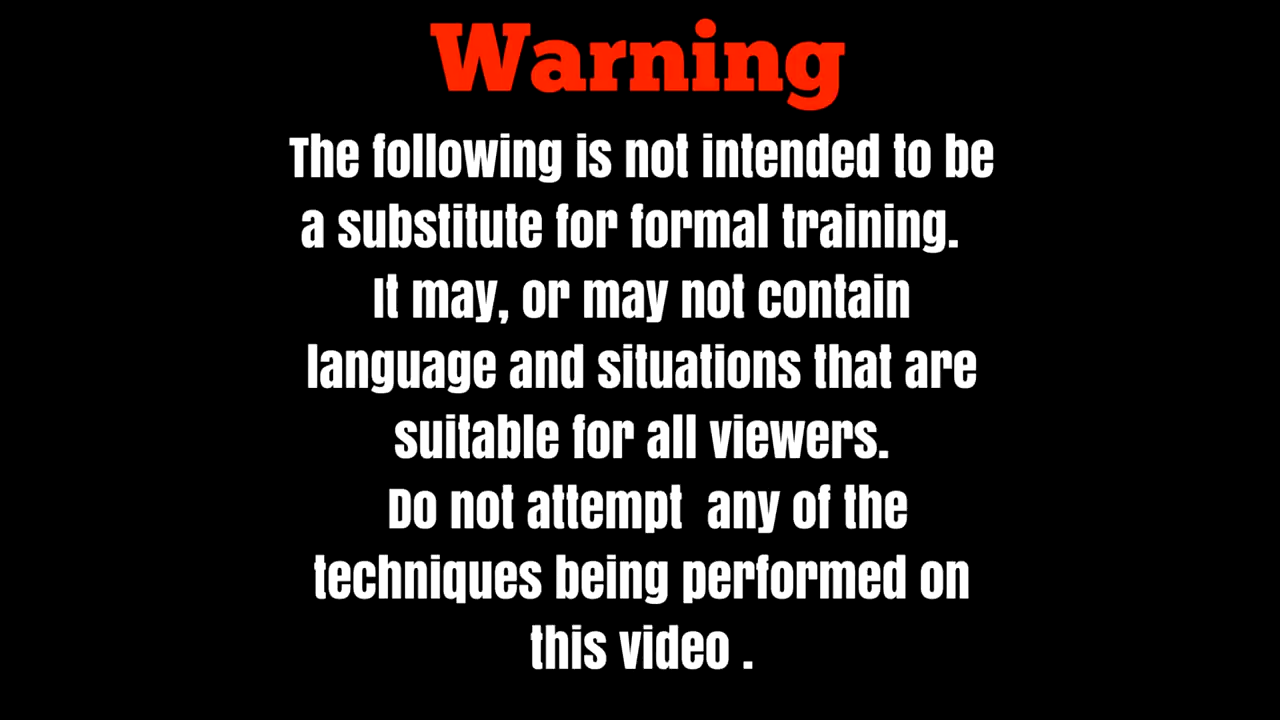 Warning
The following is not intended to be
a substitute for formal training.
It may, or may not contain
language and situations that are
suitable for all viewers.
Do not attempt  any of the
techniques being performed on
this video .